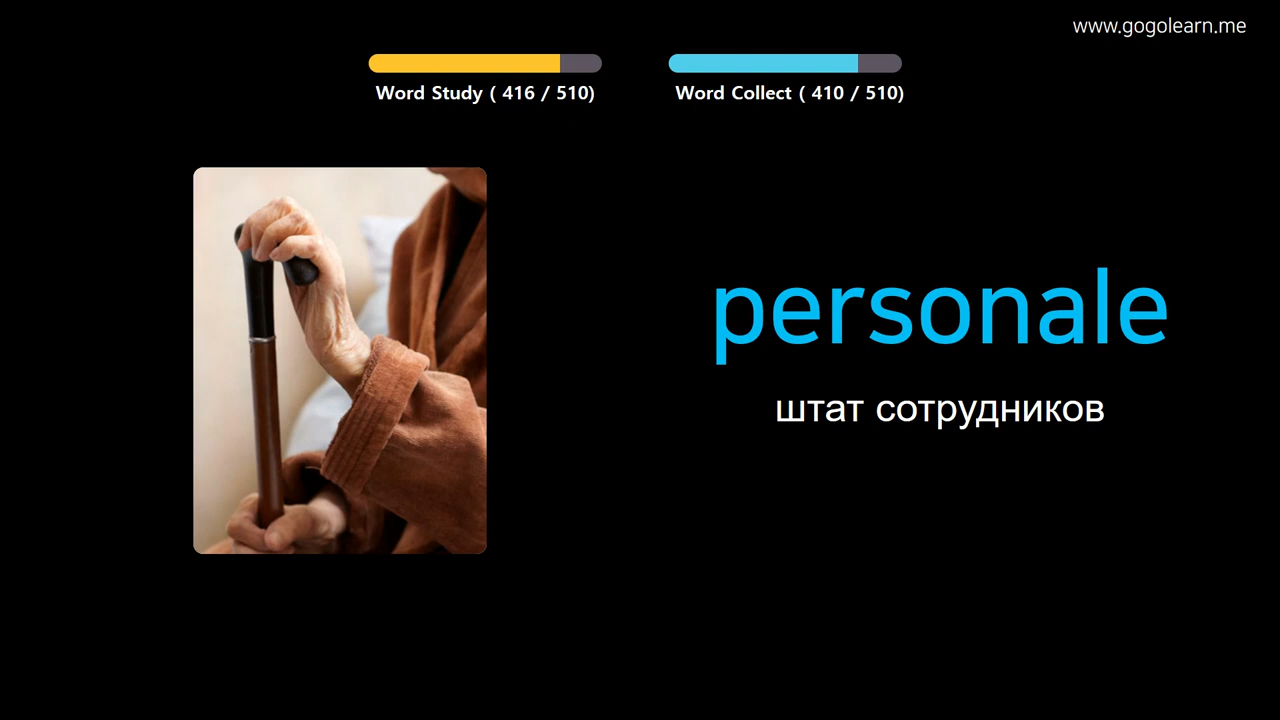 www.gogolearn.me
Word Study ( 416 / 510)
Word Collect ( 410 / 510)
personale
штат сотрудников